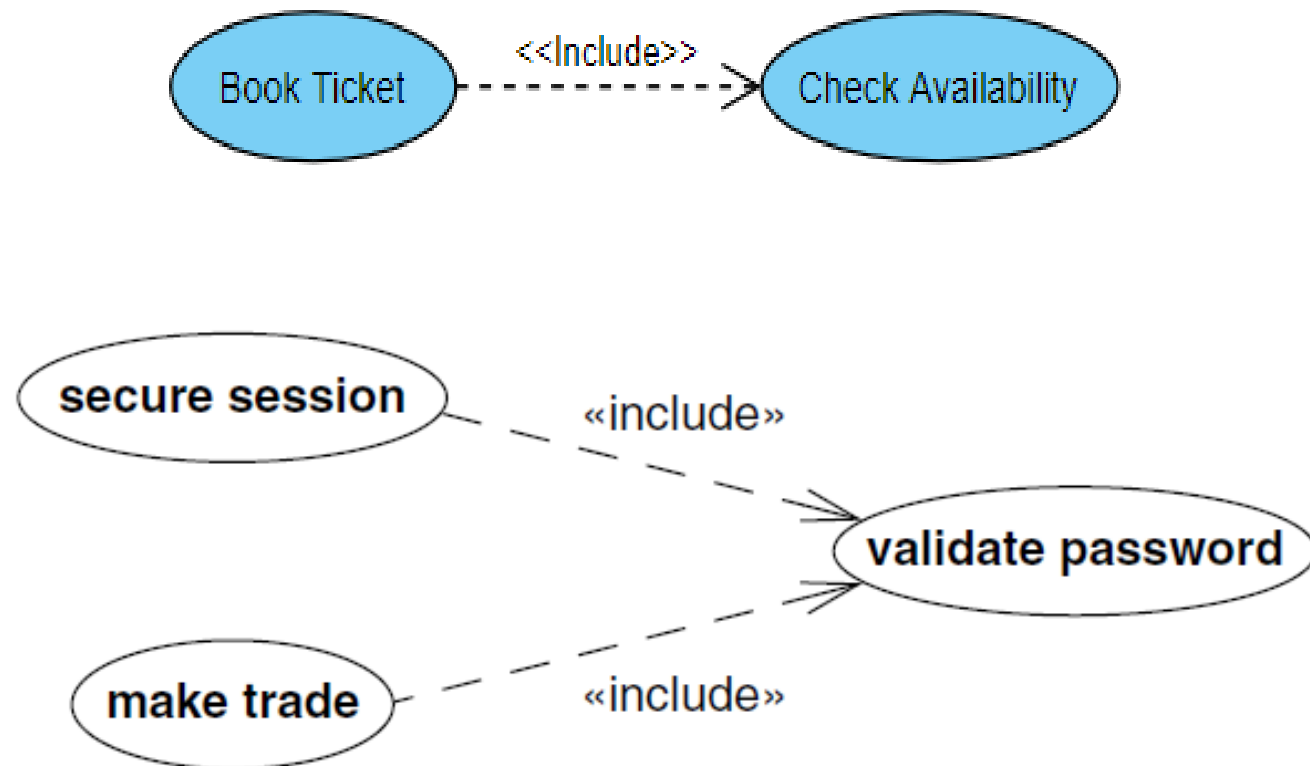 <<Include>>
Book Ticket
Check Availability
secure session
«include»
validate password
make trade
«include»